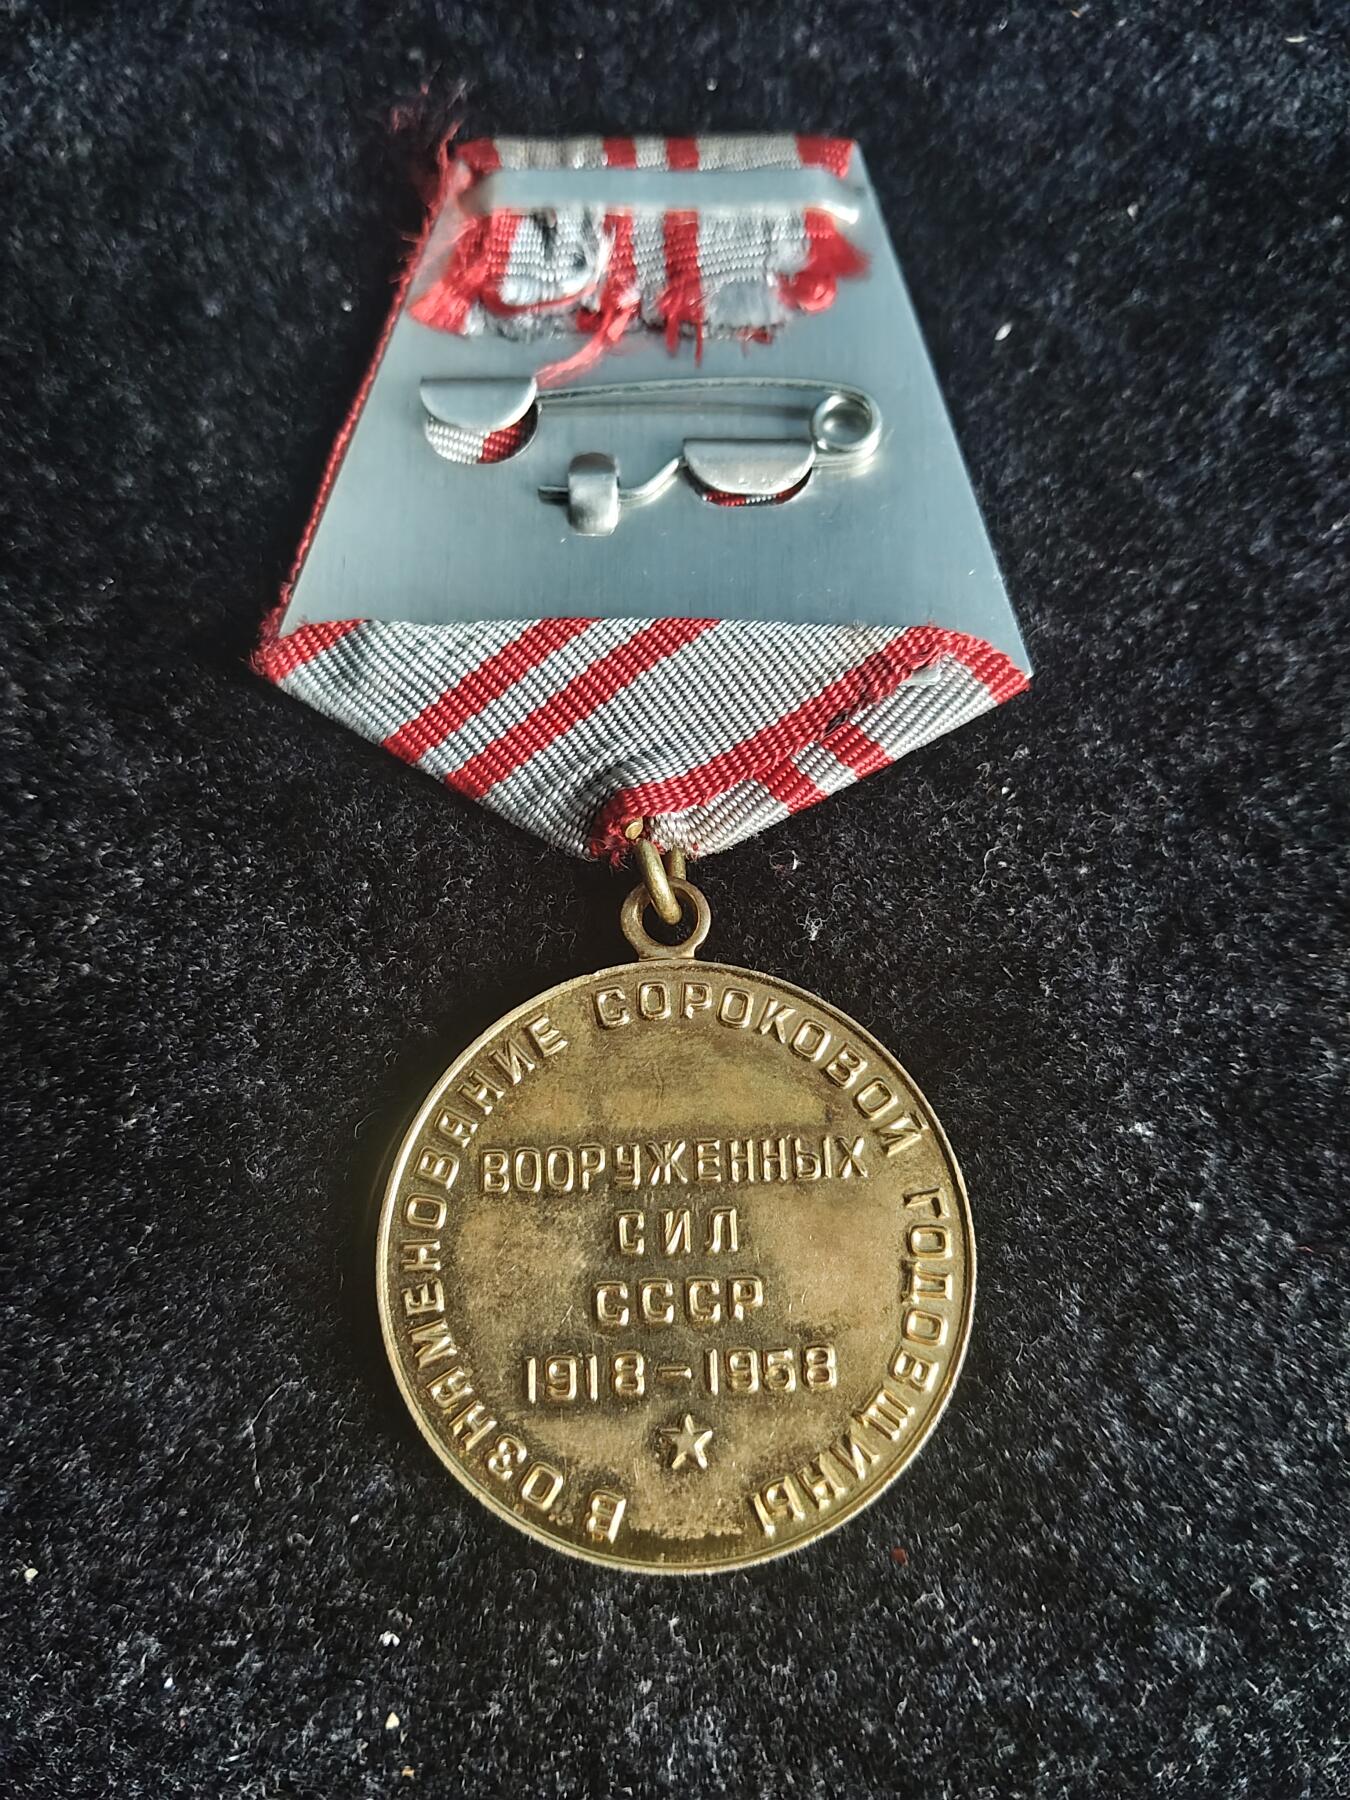 В ОЗНАМЕНОВАНИЕ СОРОКОВОЙ ГОДОВЩИНЫ
ВООРУЖЕННЫХ
СИЛ
СССР
1918-1958